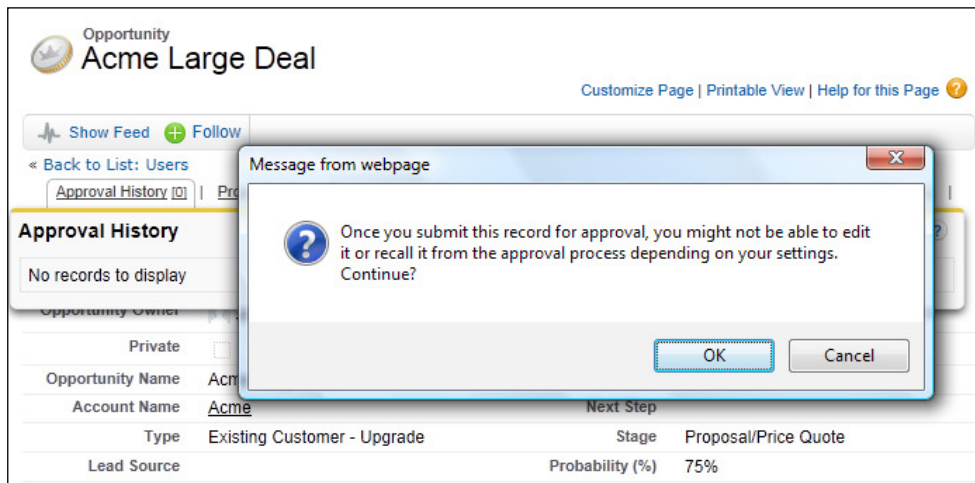 Opportunity
Acme Large Deal
Customize Page | Printable View | Help for this Page ?
Show Feed Follow
« Back to List: Users
Message from webpage
Approval History [0] |
Approval History
No records to display
Once you submit this record for approval, you might not be able to edit
it or recall it from the approval process depending on your settings.
Continue?
OK Cancel
Opportunity Owner
Private
Opportunity Name
Account Name Acme Next Step
Type Existing Customer - Upgrade Stage Proposal/Price Quote
Lead Source Probability (%) 75%